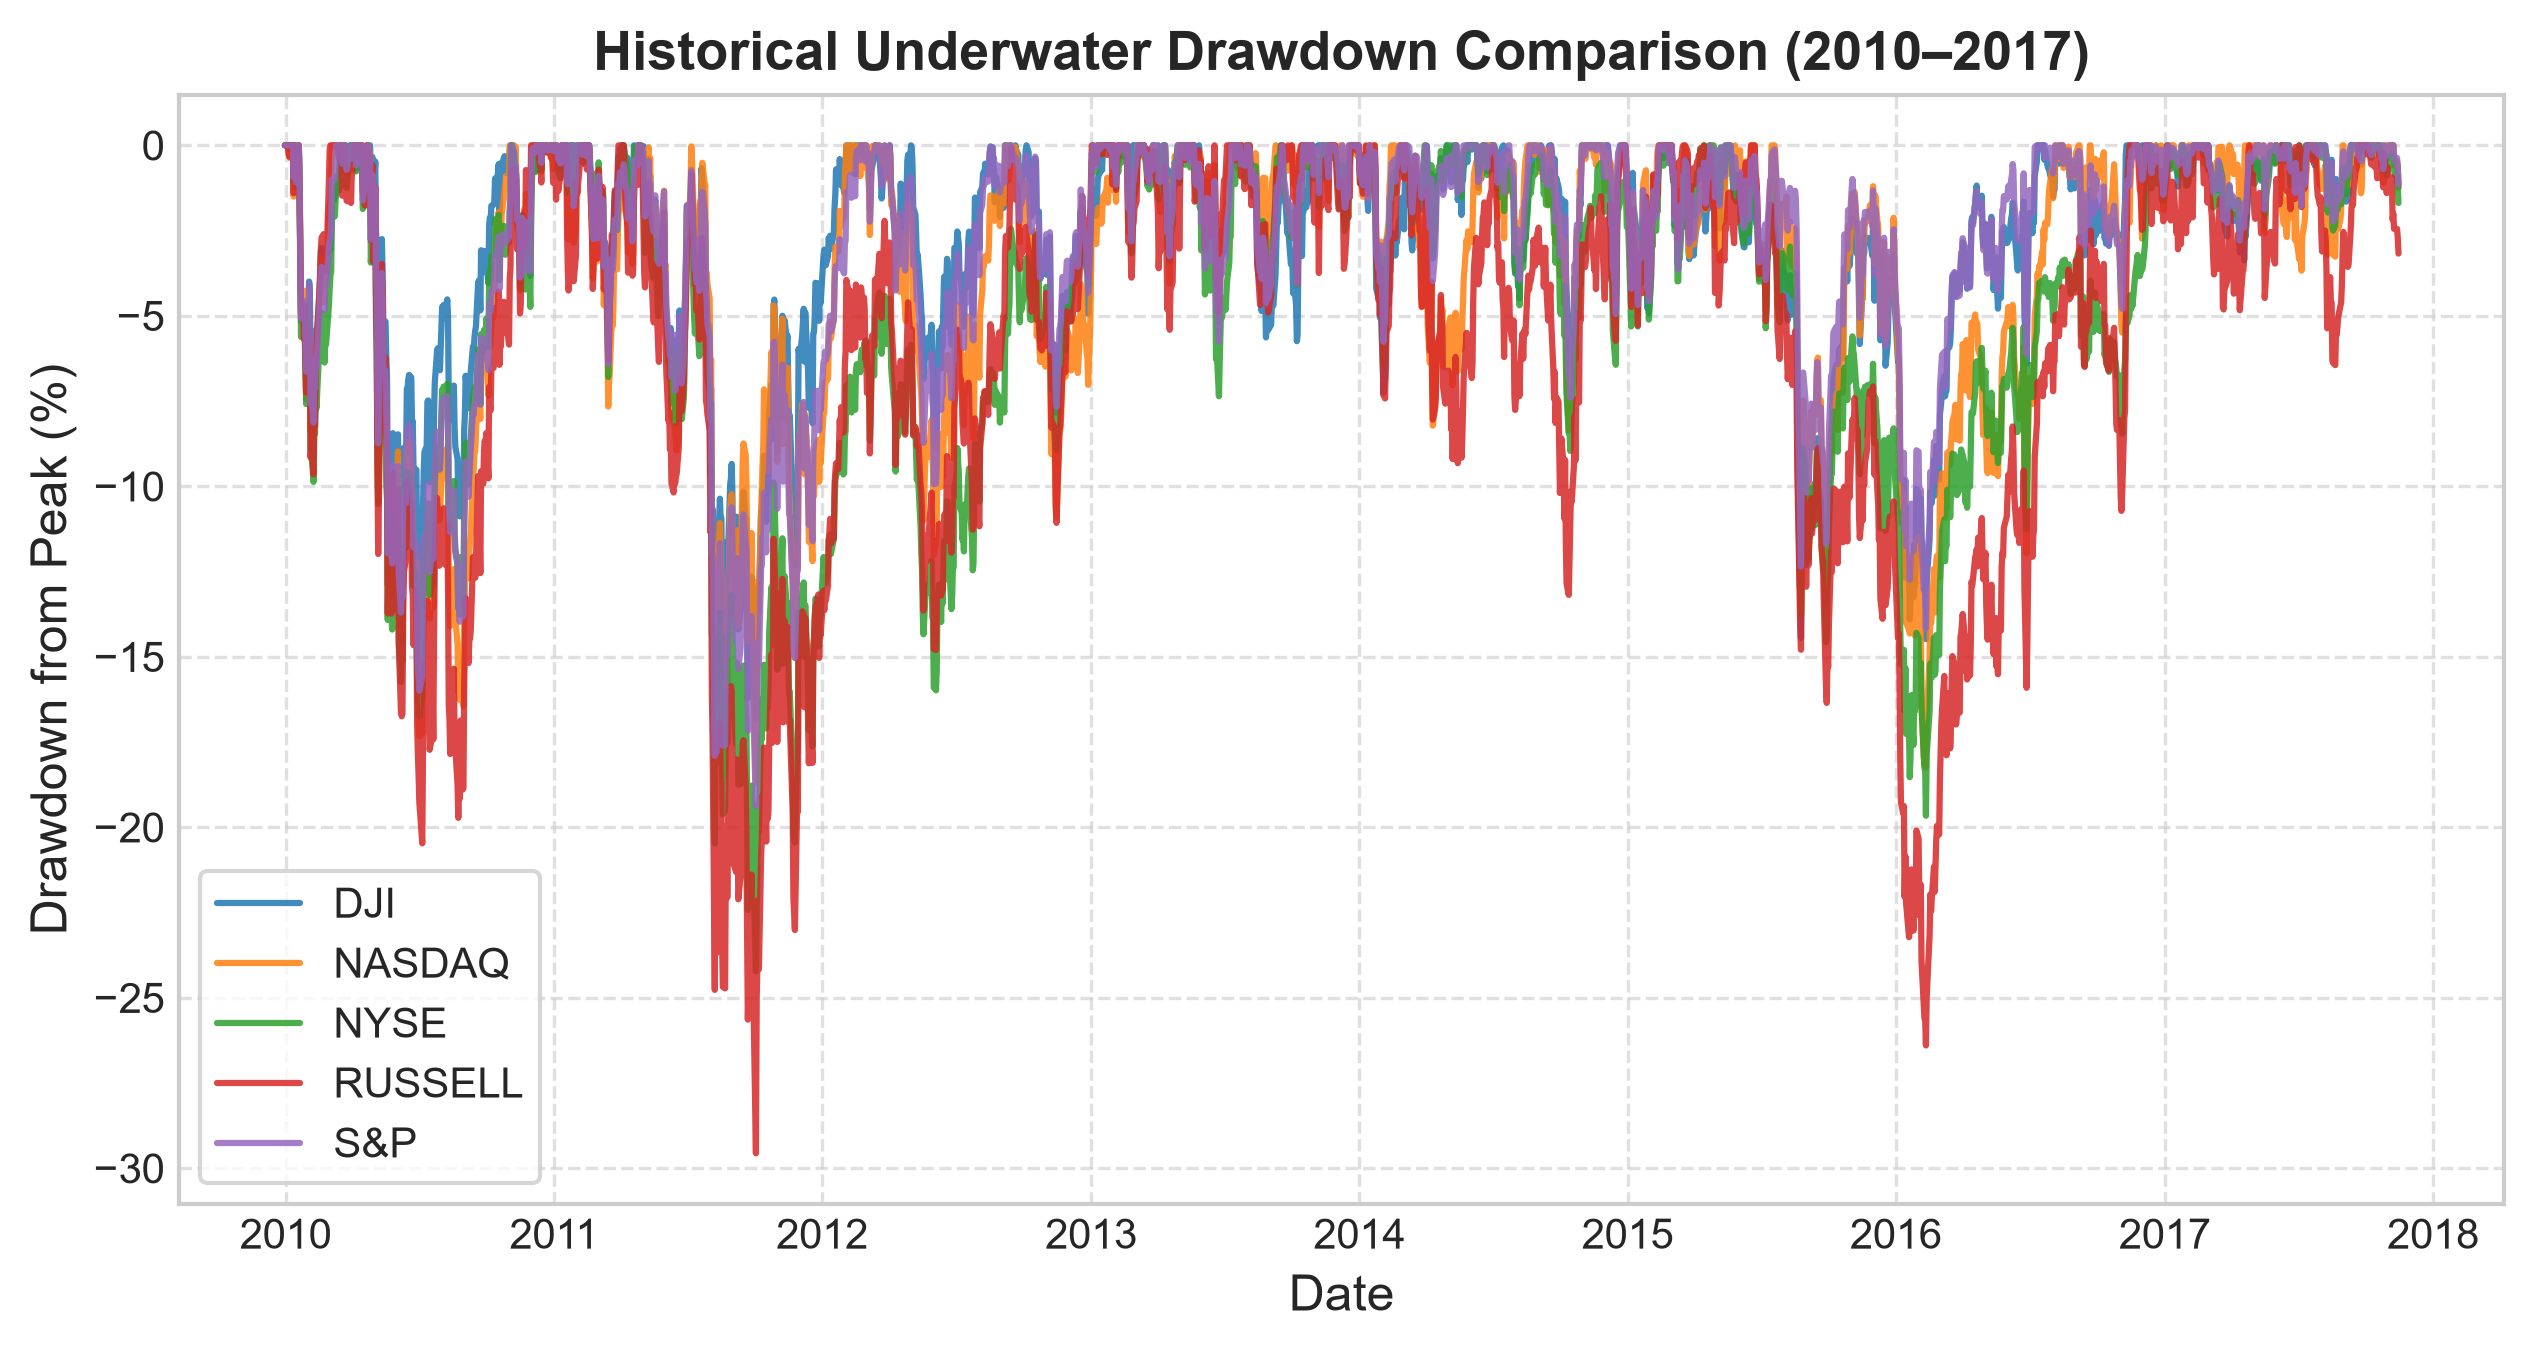 Historical Underwater Drawdown Comparison (2010–2017)
Drawdown from Peak (%)
0
−5
−10
−15
−20
−25
−30
DJI
NASDAQ
NYSE
RUSSELL
S&P
2010 2011 2012 2013 2014 2015 2016 2017 2018
Date